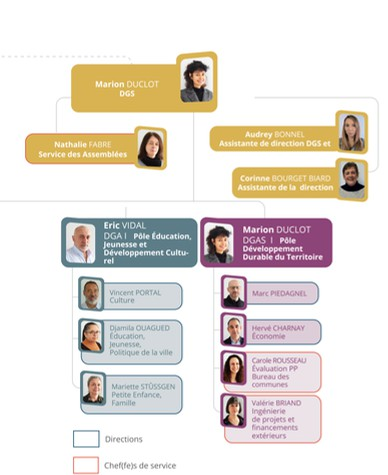 Marion DUCLOT
DGS
Nathalie FABRE
Service des Assemblées
Audrey BONNEL
Assistante de direction DGS et
Corinne BOURGET BIARD
Assistante de la direction
Eric VIDAL
DGA I Pôle Éducation,
Jeunesse et
Développement Cultu-
rel
Marion DUCLOT
DGAS I Pôle
Développement
Durable du Territoire
Vincent PORTAL
Culture
Djamila OUAGUED
Éducation,
Jeunesse,
Politique de la ville
Mariette STÜSSGEN
Petite Enfance,
Famille
Marc PIEDAGNEL
Hervé CHARNAY
Économie
Carole ROUSSEAU
Évaluation PP
Bureau des
communes
Valérie BRIAND
Ingénierie
de projets et
financements
extérieurs
Directions
Chef(fe)s de service